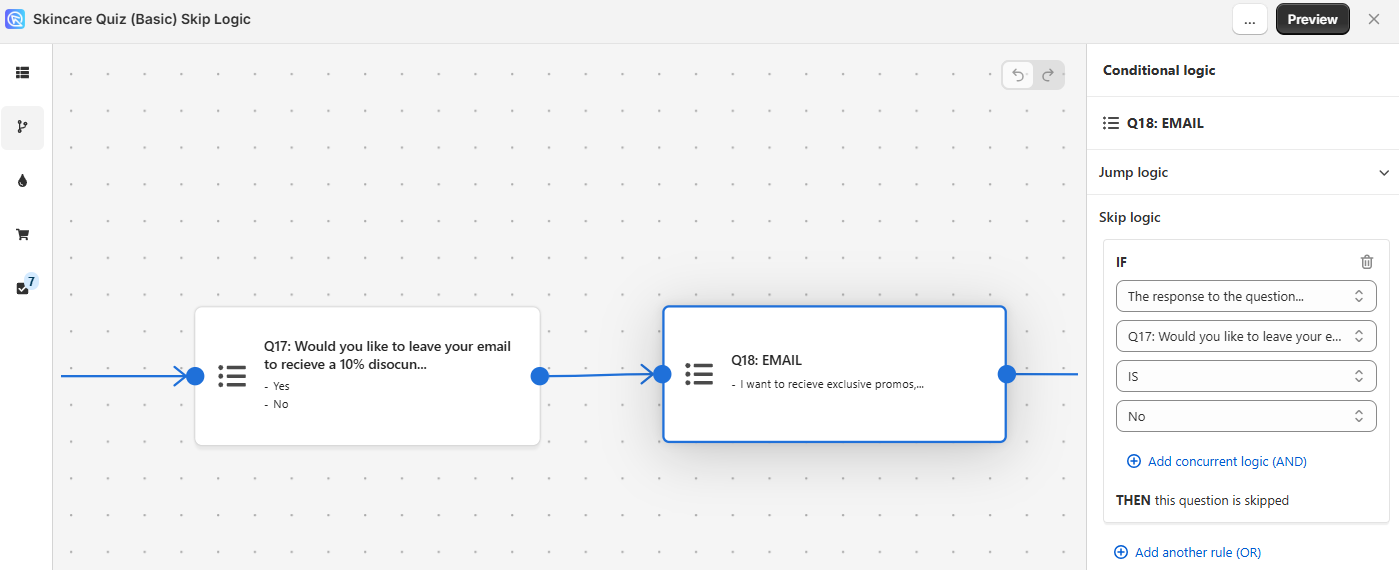 Skincare Quiz (Basic) Skip Logic
...
Preview
7
Q17: Would you like to leave your email
to recieve a 10% disocun...
- Yes
- No
Q18: EMAIL
- I want to recieve exclusive promos,...
Conditional logic
Q18: EMAIL
Jump logic
Skip logic
IF
The response to the question...
Q17: Would you like to leave your e...
IS
No
Add concurrent logic (AND)
THEN this question is skipped
Add another rule (OR)